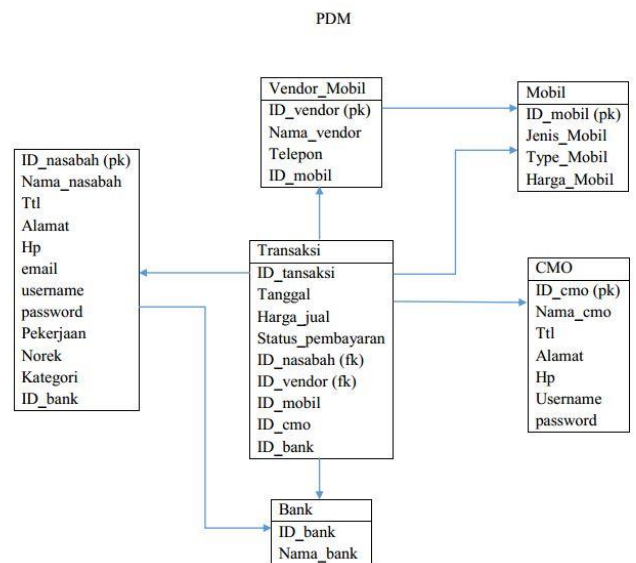 PDM
Vendor_Mobil
ID_vendor (pk)
Nama_vendor
Telepon
ID_mobil
Mobil
ID_mobil (pk)
Jenis_Mobil
Type_Mobil
Harga_Mobil
ID_nasabah (pk)
Nama_nasabah
Ttl
Alamat
Hp
email
username
password
Pekerjaan
Norek
Kategori
ID_bank
Transaksi
ID_tansaksi
Tanggal
Harga_jual
Status_pembayaran
ID_nasabah (fk)
ID_vendor (fk)
ID_mobil
ID_cmo
ID_bank
CMO
ID_cmo (pk)
Nama_cmo
Ttl
Alamat
Hp
Username
password
Bank
ID_bank
Nama_bank